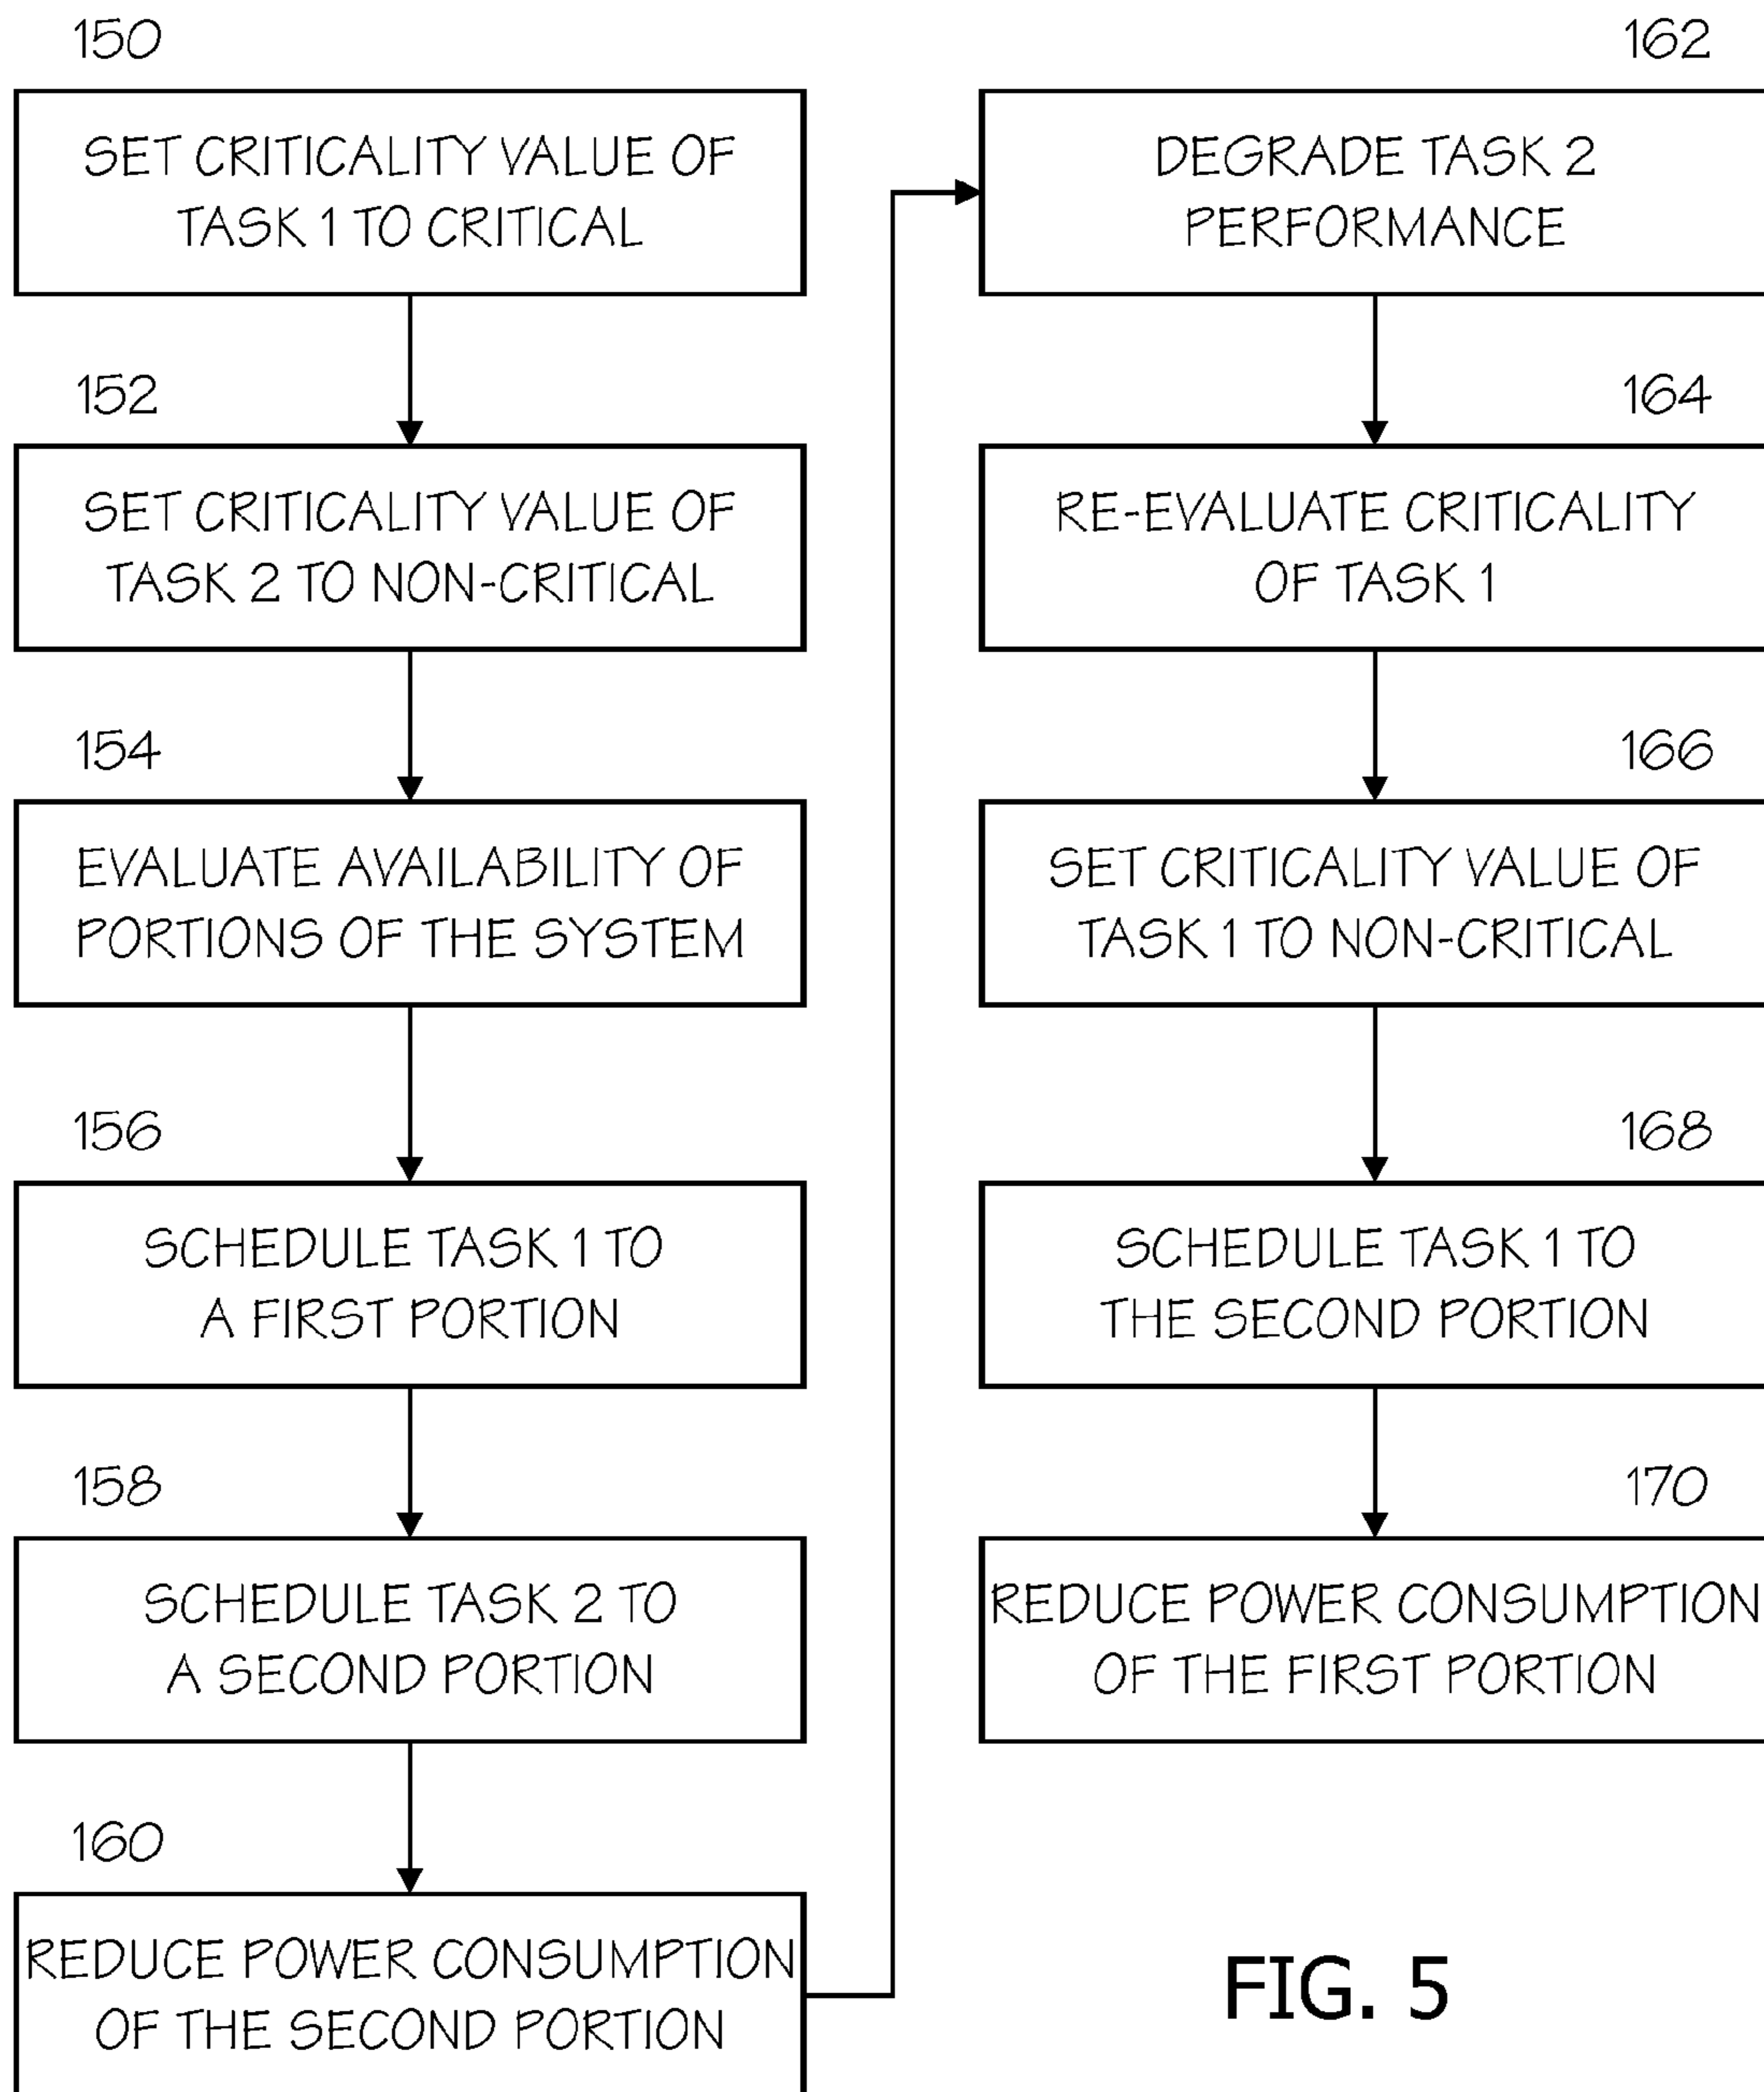 150
SET CRITICALITY VALUE OF
TASK 1 TO CRITICAL
152
SET CRITICALITY VALUE OF
TASK 2 TO NON-CRITICAL
154
EVALUATE AVAILABILITY OF
PORTIONS OF THE SYSTEM
156
SCHEDULE TASK 1 TO
A FIRST PORTION
158
SCHEDULE TASK 2 TO
A SECOND PORTION
160
REDUCE POWER CONSUMPTION
OF THE SECOND PORTION
162
DEGRADE TASK 2
PERFORMANCE
164
RE-EVALUATE CRITICALITY
OF TASK 1
166
SET CRITICALITY VALUE OF
TASK 1 TO NON-CRITICAL
168
SCHEDULE TASK 1 TO
THE SECOND PORTION
170
REDUCE POWER CONSUMPTION
OF THE FIRST PORTION
FIG. 5